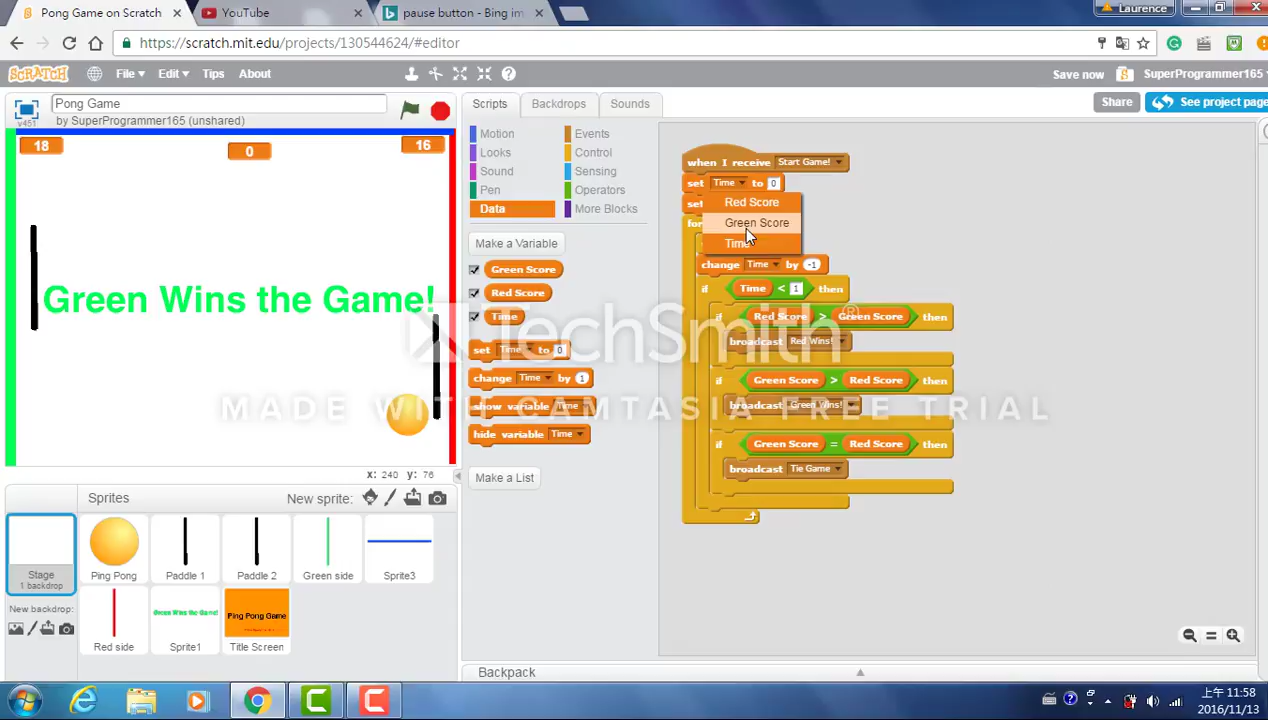 Pong Game on Scratch
YouTube
pause button - Bing im
Laurence
https://scratch.mit.edu/projects/130544624/#editor
SCRATCH
File
Edit
Tips
About
Save now
SuperProgrammer165
Pong Game
by SuperProgrammer165 (unshared)
v451
Scripts
Backdrops
Sounds
Share
See project page
18
0
16
Green Wins the Game!
x: 240 y: 76
Motion
Events
Looks
Control
Sound
Sensing
Pen
Operators
Data
More Blocks
Make a Variable
Green Score
Red Score
Time
set Time to 0
change Time by 1
show variable Time
hide variable Time
Make a List
when I receive Start Game!
set Time to 0
set
Red Score
Green Score
Time
for
change Time by -1
if Time < 1 then
if Red Score > Green Score then
broadcast Red Wins!
if Green Score > Red Score then
broadcast Green Wins!
if Green Score = Red Score then
broadcast Tie Game
TechSmith®
MADE WITH CAMTASIA FREE TRIAL
Sprites
New sprite:
Stage
1 backdrop
New backdrop:
Ping Pong
Paddle 1
Paddle 2
Green side
Sprite3
Red side
Green Wins the Game!
Sprite1
Ping Pong Game
Title Screen
Backpack
上午 11:58
2016/11/13